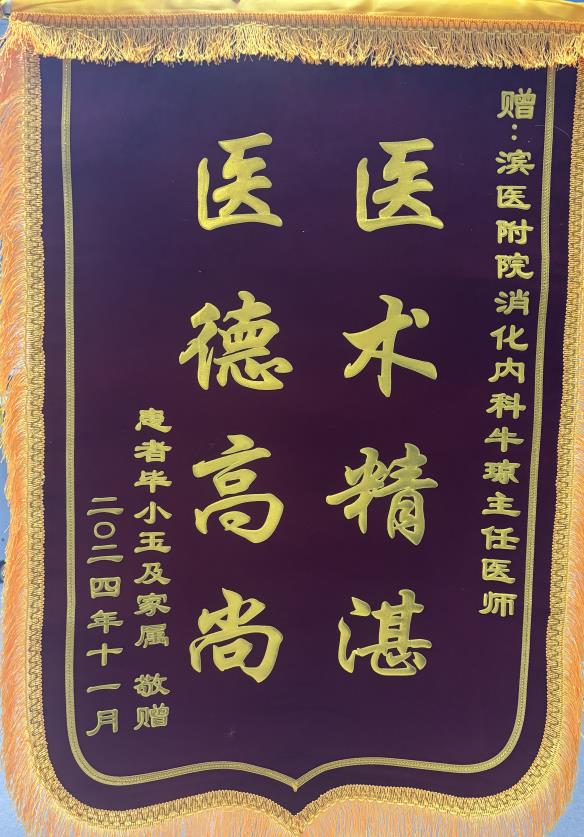 赠：滨医附院消化内科牛琼主任医师
医术精湛
医德高尚
患者毕小玉及家属 敬赠
二〇二四年十一月